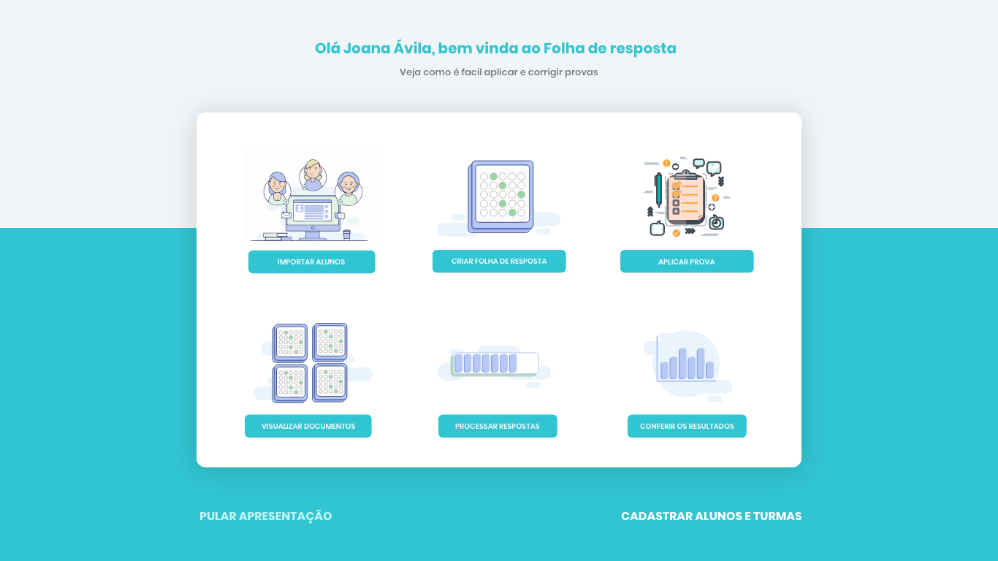 Olá Joana Ávila, bem vinda ao Folha de resposta
Veja como é facil aplicar e corrigir provas
IMPORTAR ALUNOS
CRIAR FOLHA DE RESPOSTA
APLICAR PROVA
VISUALIZAR DOCUMENTOS
PROCESSAR RESPOSTAS
CONFERIR OS RESULTADOS
PULAR APRESENTAÇÃO
CADASTRAR ALUNOS E TURMAS